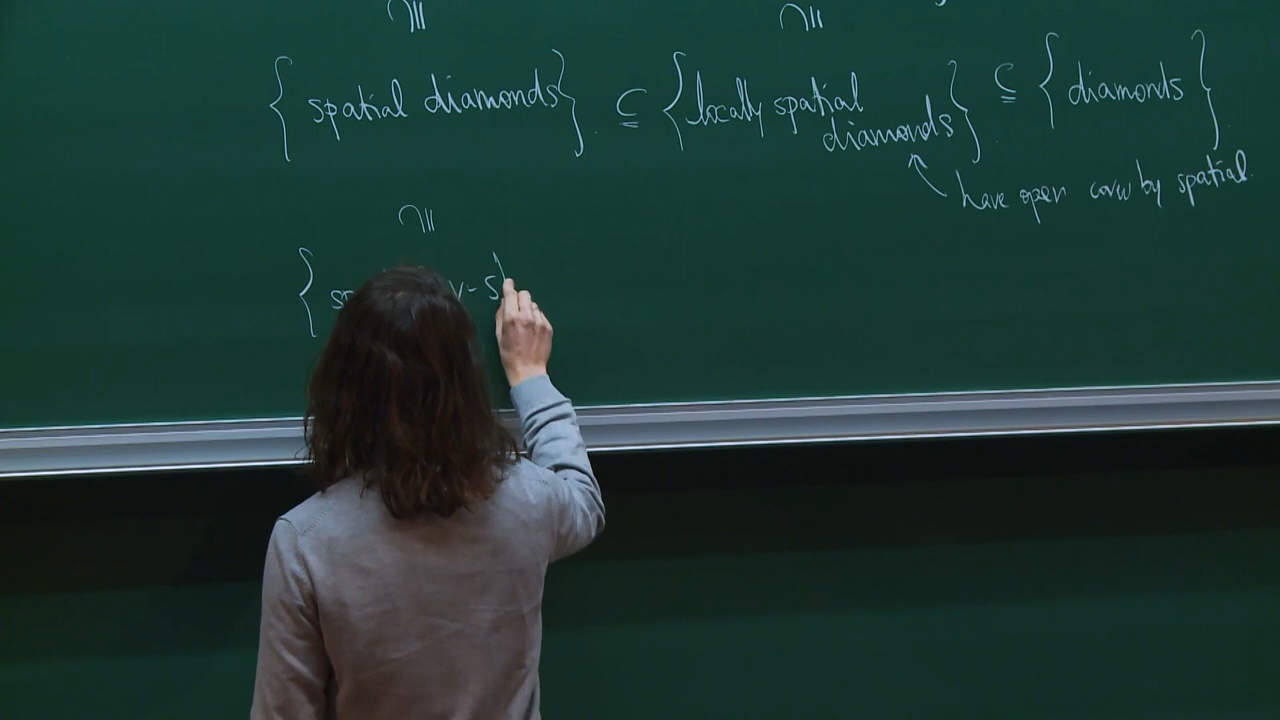 ∩|| ∩||
{ spatial diamonds } ⊆ { locally spatial diamonds } ⊆ { diamonds }
have open cover by spatial.
∩||
{ v-s